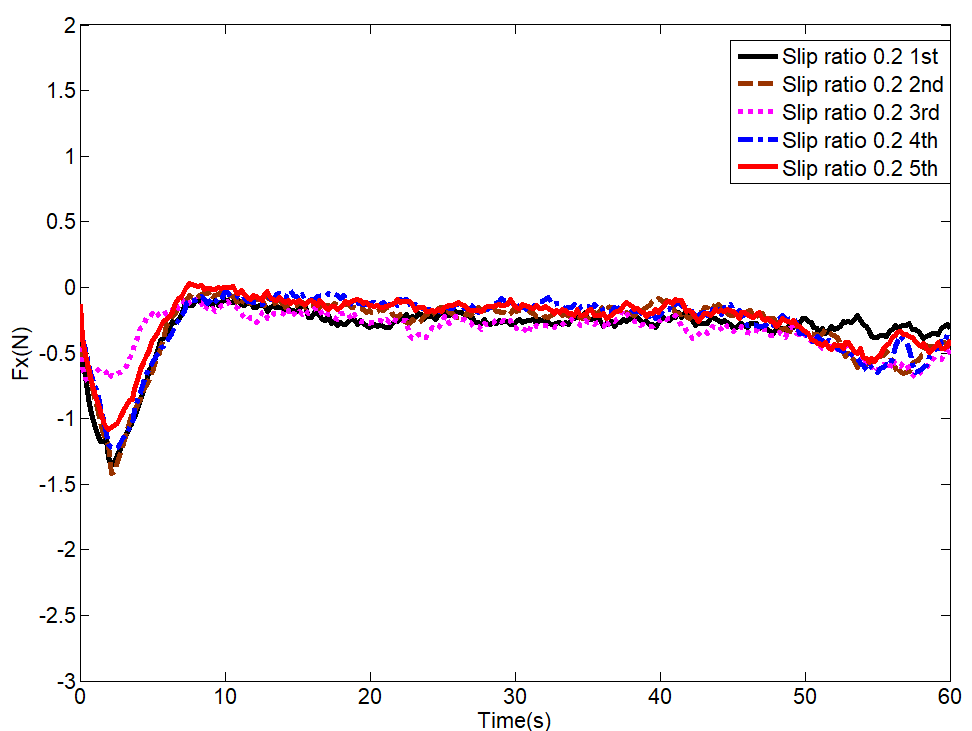 2
1.5
1
0.5
0
-0.5
-1
-1.5
-2
-2.5
-3
Fx(N)
Slip ratio 0.2 1st
Slip ratio 0.2 2nd
Slip ratio 0.2 3rd
Slip ratio 0.2 4th
Slip ratio 0.2 5th
0 10 20 30 40 50 60
Time(s)